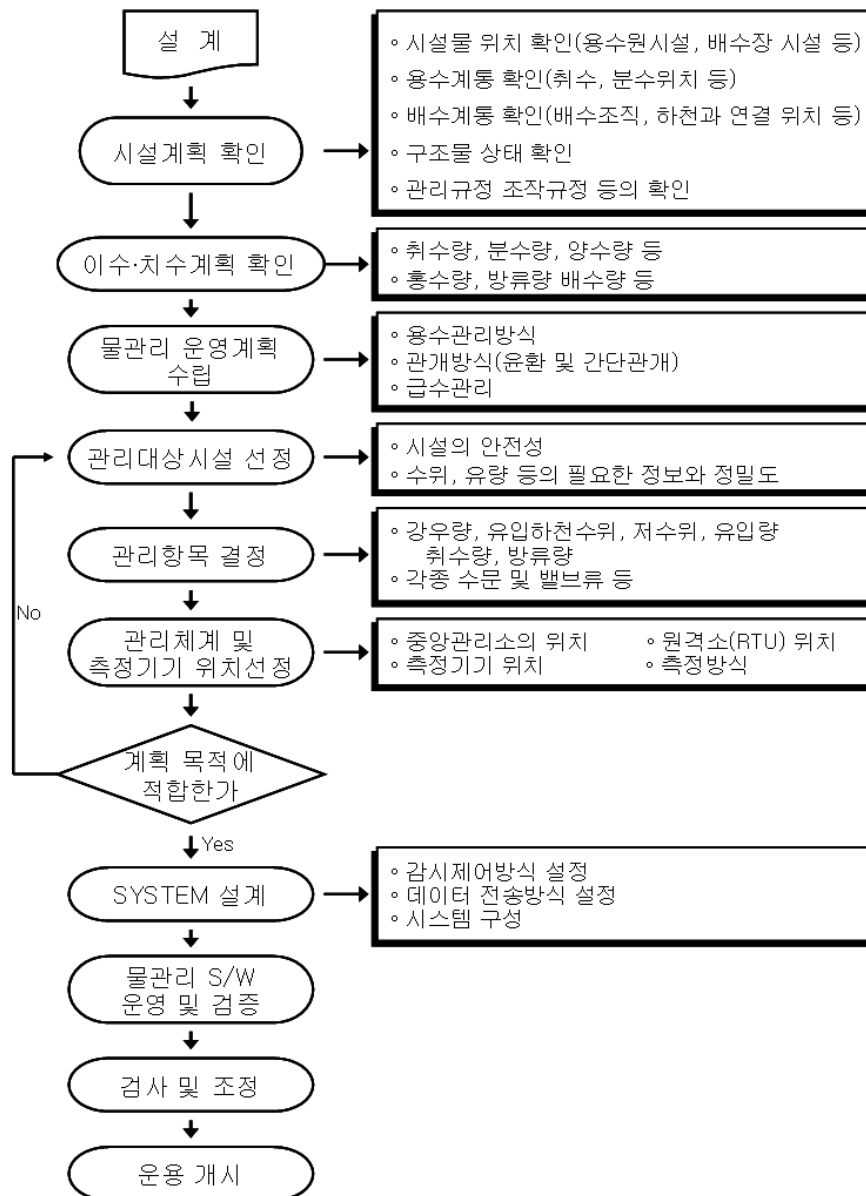 설 계
◦ 시설물 위치 확인(용수원시설, 배수장 시설 등)
◦ 용수계통 확인(취수, 분수위치 등)
◦ 배수계통 확인(배수조직, 하천과 연결 위치 등)
◦ 구조물 상태 확인
◦ 관리규정 조작규정 등의 확인
시설계획 확인
이수·치수계획 확인
◦ 취수량, 분수량, 양수량 등
◦ 홍수량, 방류량 배수량 등
물관리 운영계획
수립
◦ 용수관리방식
◦ 관개방식(윤환 및 간단관개)
◦ 급수관리
관리대상시설 선정
◦ 시설의 안전성
◦ 수위, 유량 등의 필요한 정보와 정밀도
관리항목 결정
◦ 강우량, 유입하천수위, 저수위, 유입량
취수량, 방류량
◦ 각종 수문 및 밸브류 등
No
관리체계 및
측정기기 위치선정
◦ 중앙관리소의 위치 ◦ 원격소(RTU) 위치
◦ 측정기기 위치 ◦ 측정방식
계획 목적에
적합한가
Yes
SYSTEM 설계
◦ 감시제어방식 설정
◦ 데이터 전송방식 설정
◦ 시스템 구성
물관리 S/W
운영 및 검증
검사 및 조정
운용 개시